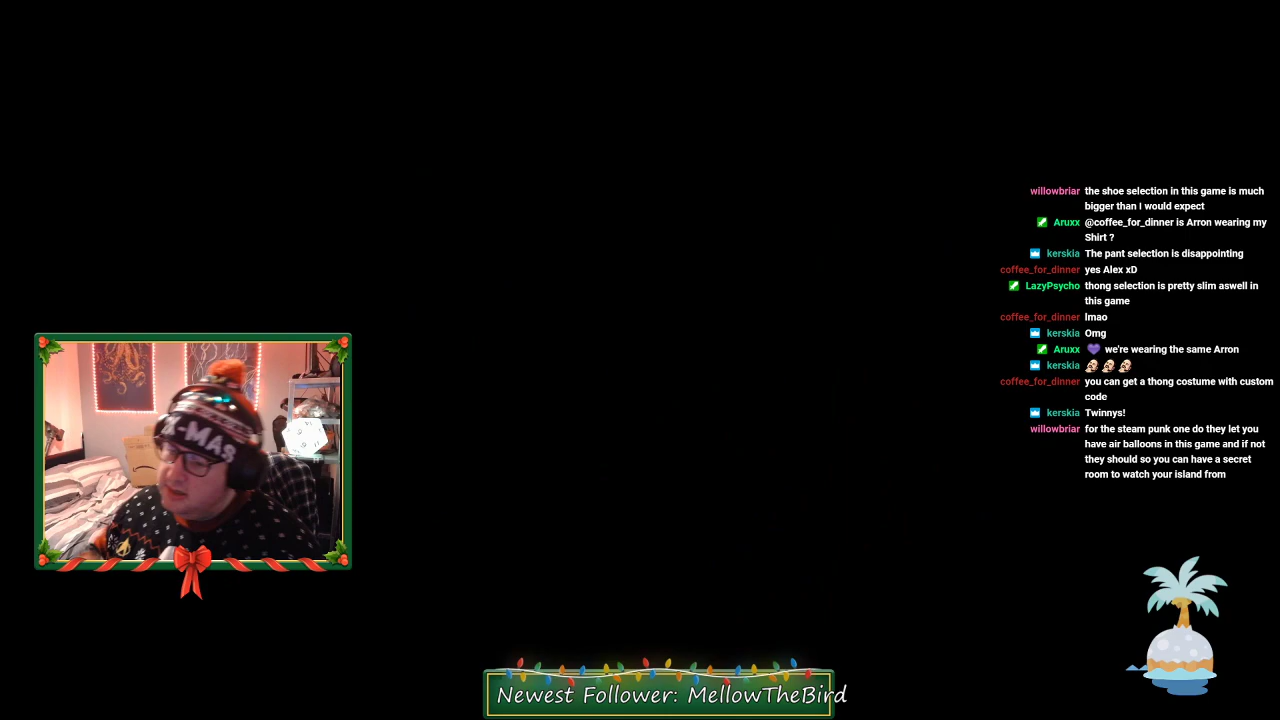 willowbriar the shoe selection in this game is much
bigger than I would expect
Aruxx @coffee_for_dinner is Arron wearing my
Shirt ?
kerskia The pant selection is disappointing
coffee_for_dinner yes Alex xD
LazyPsycho thong selection is pretty slim aswell in
this game
coffee_for_dinner lmao
kerskia Omg
Aruxx 💜 we're wearing the same Arron
kerskia
coffee_for_dinner you can get a thong costume with custom
code
kerskia Twinnys!
willowbriar for the steam punk one do they let you
have air balloons in this game and if not
they should so you can have a secret
room to watch your island from
X-MAS
Newest Follower: MellowTheBird